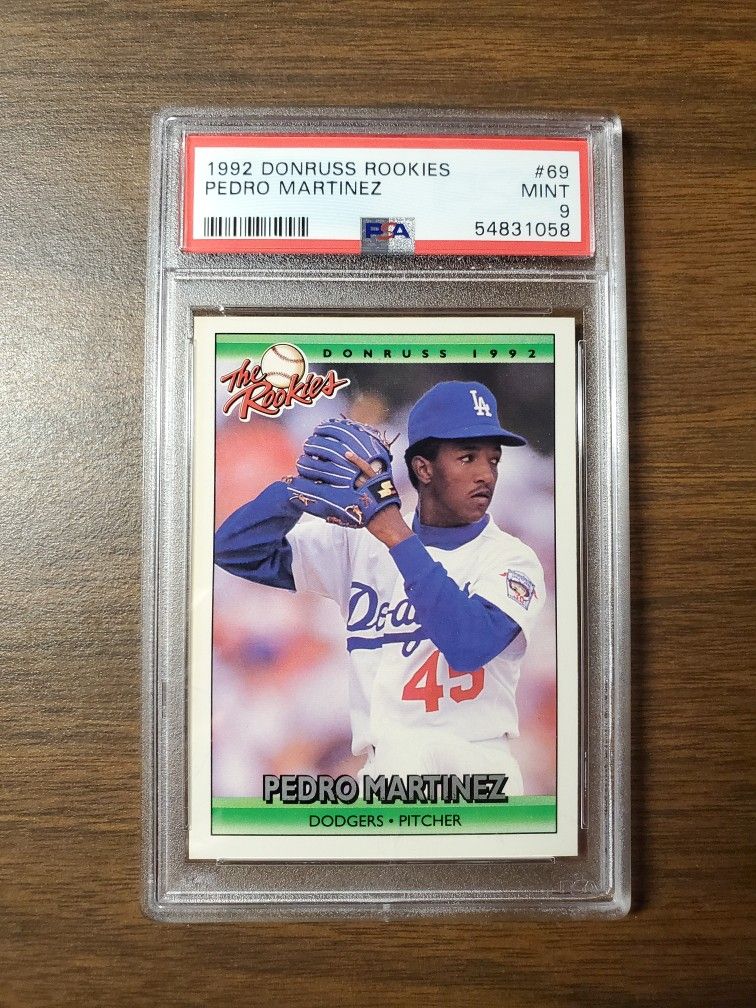 1992 DONRUSS ROOKIES #69
PEDRO MARTINEZ MINT
9
PSA 54831058
DONRUSS 1992
The
Rookies
LA
Dodgers
45
PEDRO MARTINEZ
DODGERS • PITCHER